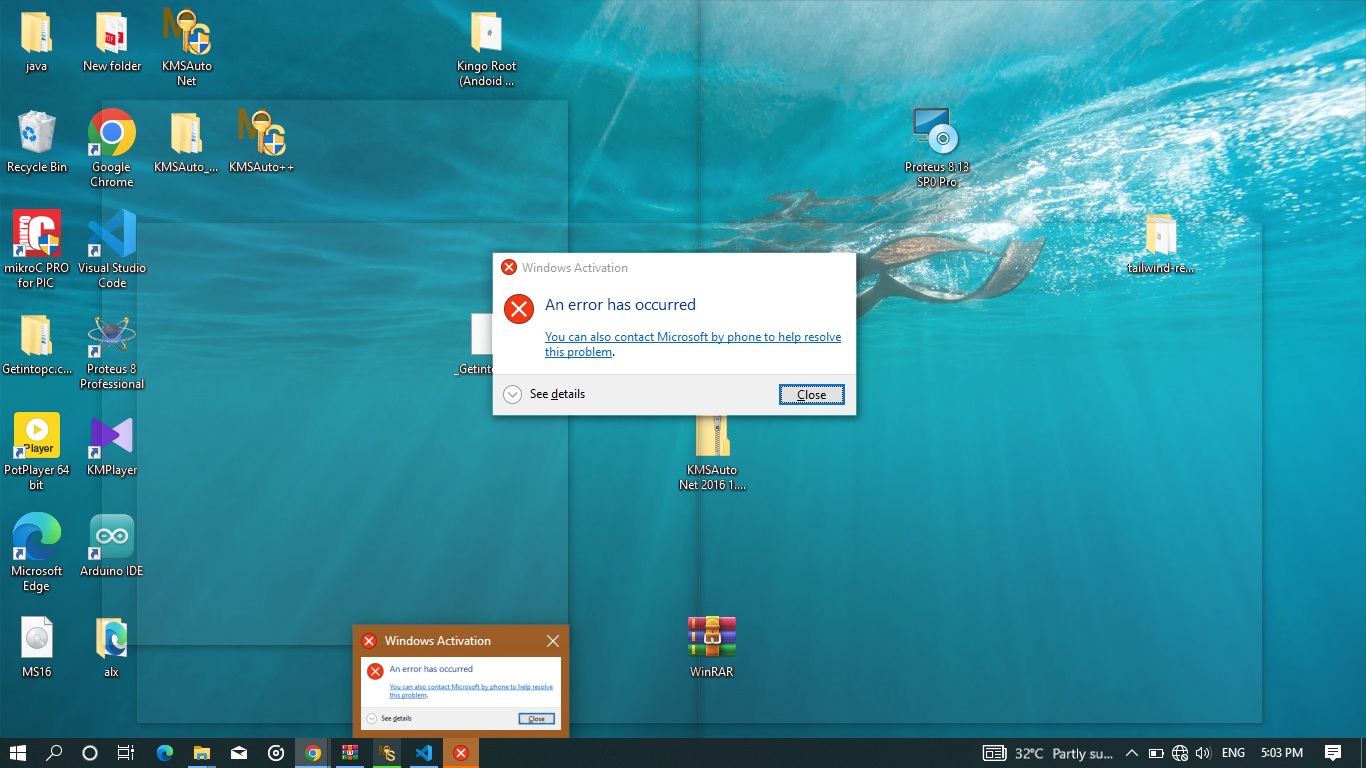 java
New folder
KMSAuto
Net
Kingo Root
(Andoid ...
Recycle Bin
Google
Chrome
KMSAuto_...
KMSAuto++
Proteus 8.13
SP0 Pro
mikroC PRO
for PIC
Visual Studio
Code
tailwind-re...
Windows Activation
An error has occurred
You can also contact Microsoft by phone to help resolve
this problem.
See details
Close
Getintopc.c...
Proteus 8
Professional
_Getinto
PotPlayer 64
bit
Player
KMPlayer
KMSAuto
Net 2016 1....
Microsoft
Edge
Arduino IDE
MS16
alx
WinRAR
Windows Activation
An error has occurred
You can also contact Microsoft by phone to help resolve
this problem.
See details
Close
32°C Partly su...
ENG
5:03 PM